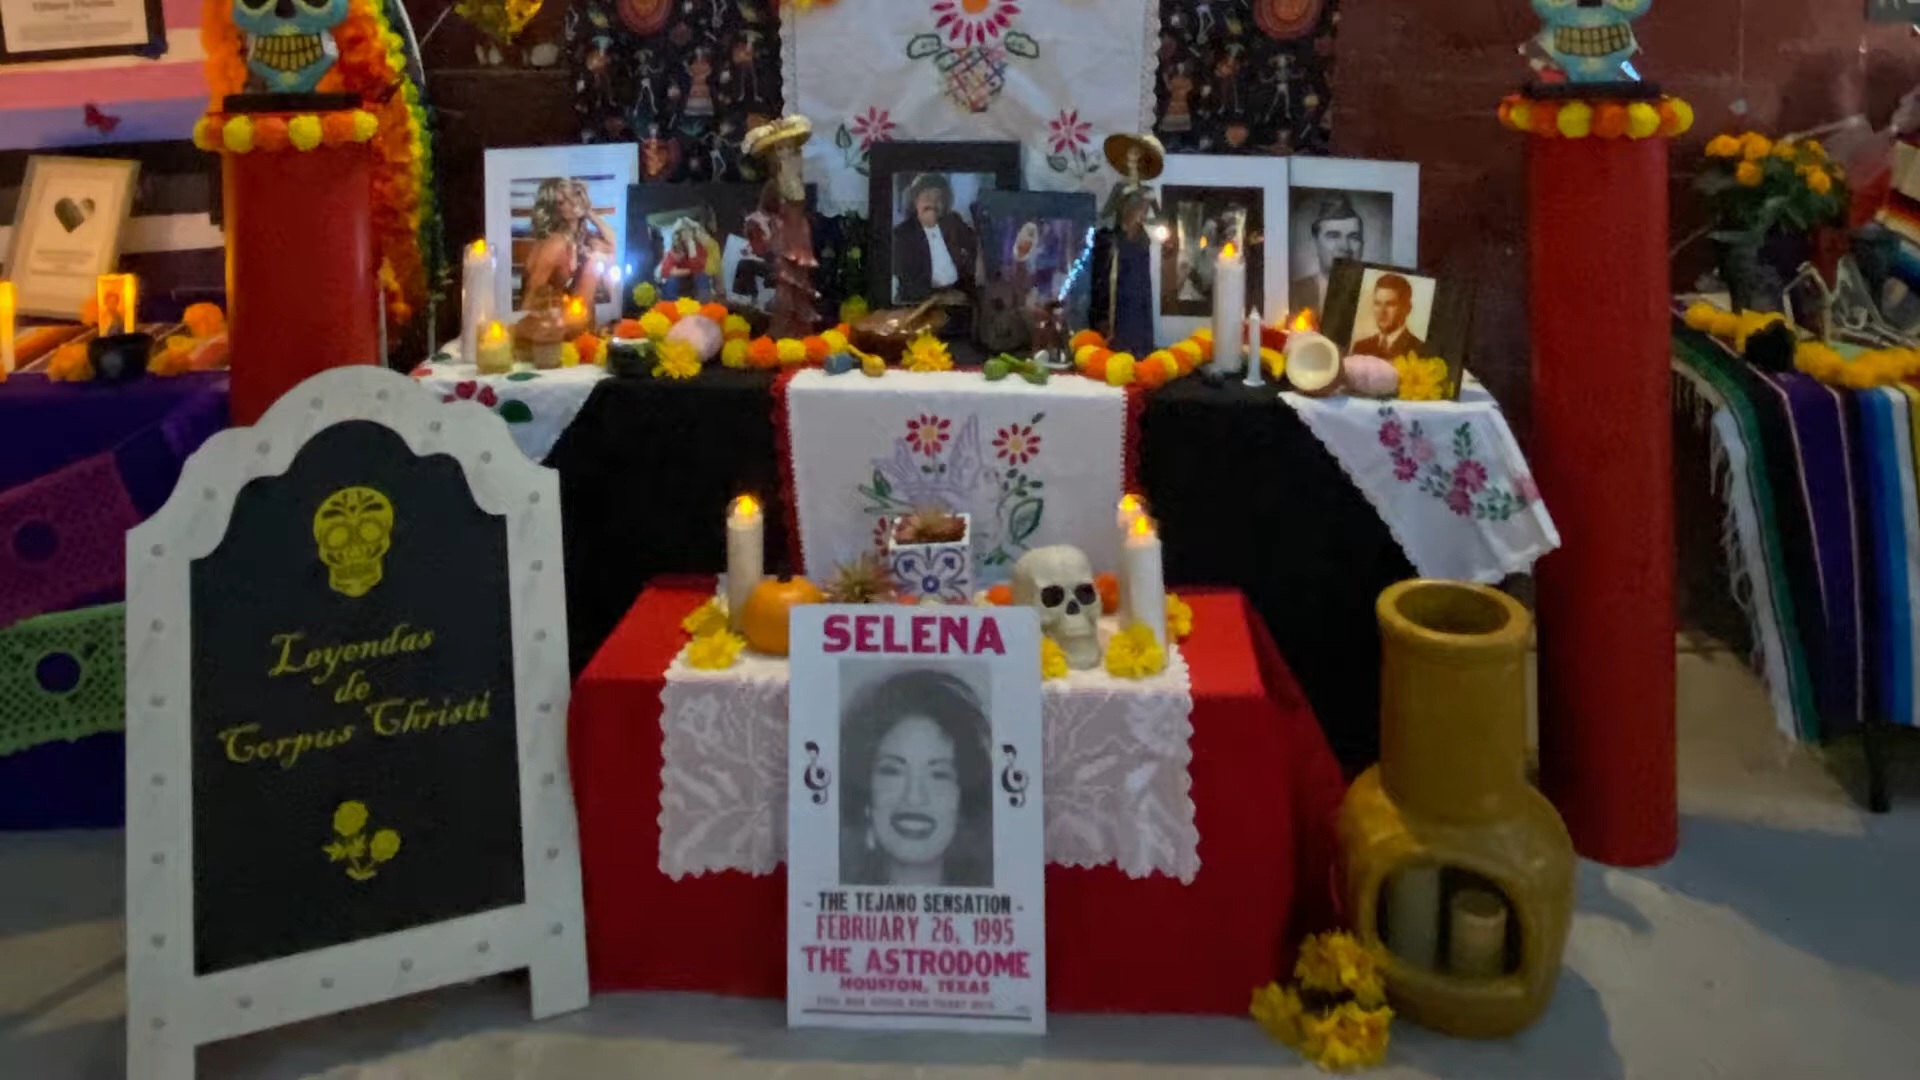 Leyendas
de
Corpus Christi
SELENA
- THE TEJANO SENSATION -
FEBRUARY 26, 1995
THE ASTRODOME
HOUSTON, TEXAS